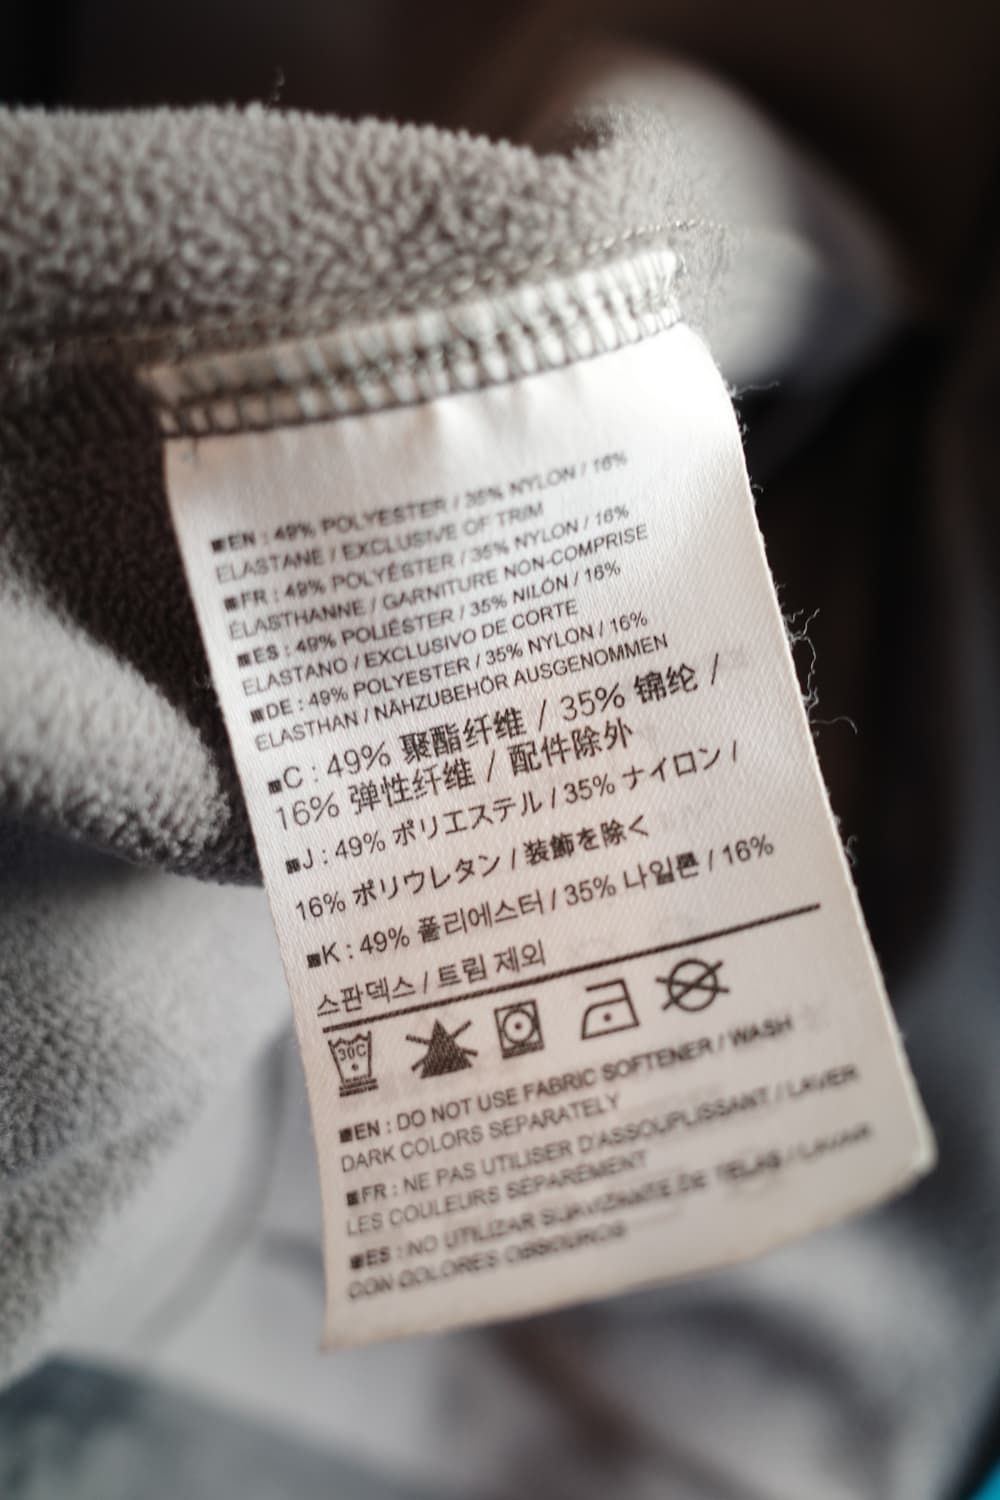 ■EN : 49% POLYESTER / 35% NYLON / 16%
ELASTANE / EXCLUSIVE OF TRIM
■FR : 49% POLYESTER / 35% NYLON / 16%
ÉLASTHANNE / GARNITURE NON-COMPRISE
■ES : 49% POLIÉSTER / 35% NILÓN / 16%
ELASTANO / EXCLUSIVO DE CORTE
■DE : 49% POLYESTER / 35% NYLON / 16%
ELASTHAN / NÄHZUBEHÖR AUSGENOMMEN
■C : 49% 聚酯纤维 / 35% 锦纶 /
16% 弹性纤维 / 配件除外
■J : 49% ポリエステル / 35% ナイロン /
16% ポリウレタン / 装飾を除く
■K : 49% 폴리에스터 / 35% 나일론 / 16%
스판덱스 / 트림 제외
30C
■EN : DO NOT USE FABRIC SOFTENER / WASH
DARK COLORS SEPARATELY
■FR : NE PAS UTILISER D'ASSOUPLISSANT / LAVER
LES COULEURS SÉPARÉMENT
■ES : NO UTILIZAR SUAVIZANTE DE TELAS / LAVAR
CON COLORES OBSCUROS